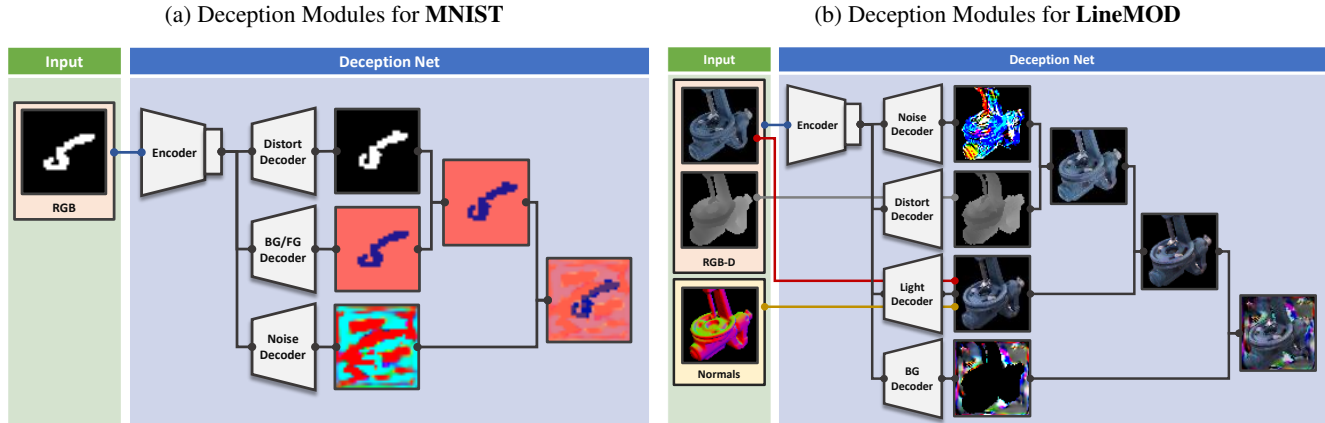 (a) Deception Modules for MNIST
Input
Deception Net
RGB
Encoder
Distort
Decoder
BG/FG
Decoder
Noise
Decoder
(b) Deception Modules for LineMOD
Input
Deception Net
RGB-D
Normals
Encoder
Noise
Decoder
Distort
Decoder
Light
Decoder
BG
Decoder